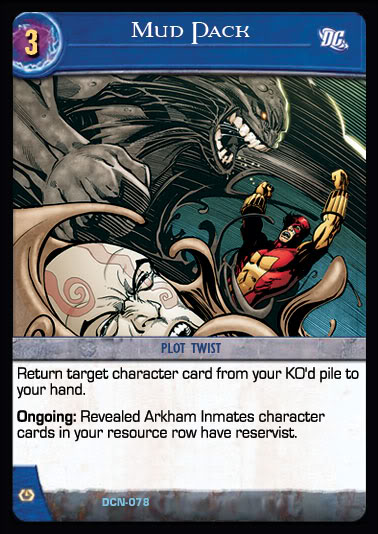 Mud Pack
3
DC
PLOT TWIST
Return target character card from your KO'd pile to
your hand.
Ongoing: Revealed Arkham Inmates character
cards in your resource row have reservist.
DCN-078